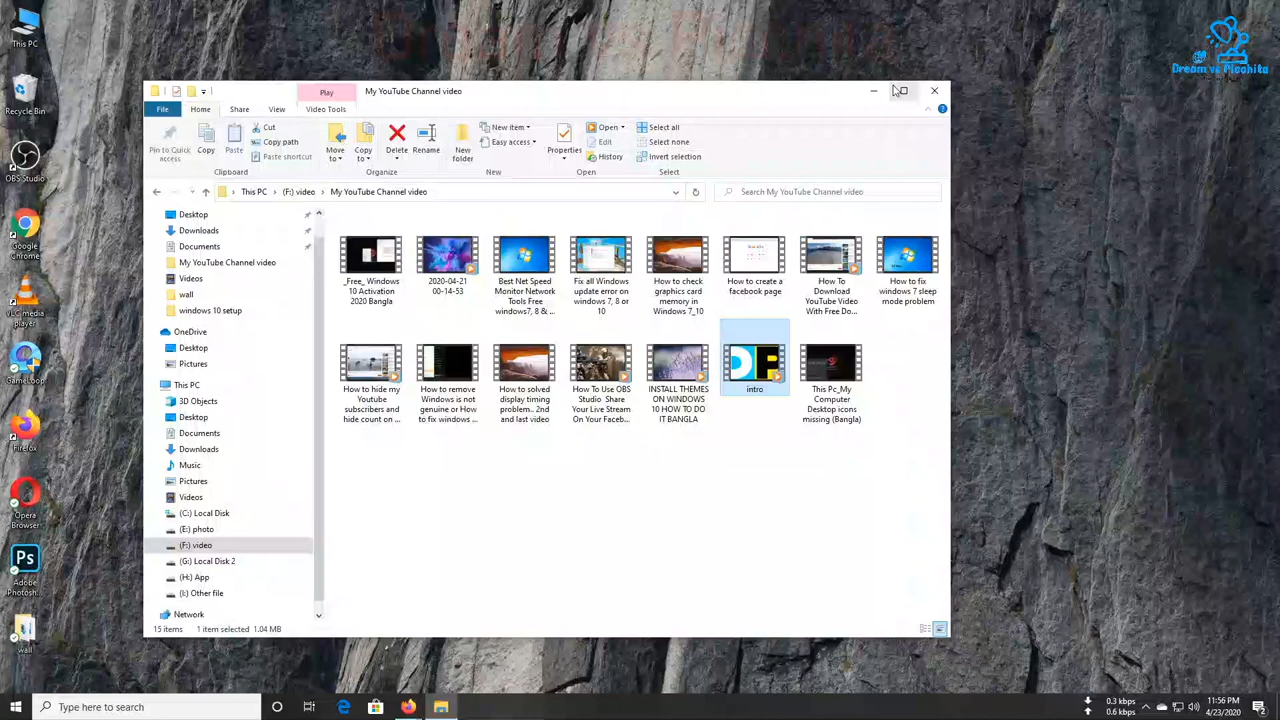 This PC
Recycle Bin
OBS Studio
Google
Chrome
VLC media
player
GameLoop
Firefox
Opera
Browser
Adobe
Photosh...
wall
Dream vs Picchita
Play
My YouTube Channel video
File
Home
Share
View
Video Tools
Pin to Quick
access
Copy
Paste
Cut
Copy path
Paste shortcut
Clipboard
Move
to
Copy
to
Delete
Rename
Organize
New
folder
New item
Easy access
New
Properties
Open
Edit
History
Open
Select all
Select none
Invert selection
Select
This PC > (F:) video > My YouTube Channel video
Search My YouTube Channel video
Desktop
Downloads
Documents
My YouTube Channel video
Videos
wall
windows 10 setup
OneDrive
Desktop
Pictures
This PC
3D Objects
Desktop
Documents
Downloads
Music
Pictures
Videos
(C:) Local Disk
(E:) photo
(F:) video
(G:) Local Disk 2
(H:) App
(I:) Other file
Network
_Free_ Windows
10 Activation
2020 Bangla
2020-04-21
00-14-53
Best Net Speed
Monitor Network
Tools Free
windows7, 8 & ...
Fix all Windows
update error on
windows 7, 8 or
10
How to check
graphics card
memory in
Windows 7_10
How to create a
facebook page
How To
Download
YouTube Video
With Free Do...
How to fix
windows 7 sleep
mode problem
How to hide my
Youtube
subscribers and
hide count on ...
How to remove
Windows is not
genuine or How
to fix windows ...
How to solved
display timing
problem.. 2nd
and last video
How To Use OBS
Studio Share
Your Live Stream
On Your Faceb...
INSTALL THEMES
ON WINDOWS
10 HOW TO DO
IT BANGLA
intro
This Pc_My
Computer
Desktop icons
missing (Bangla)
15 items
1 item selected 1.04 MB
Type here to search
0.3 kbps
0.6 kbps
11:56 PM
4/23/2020
2